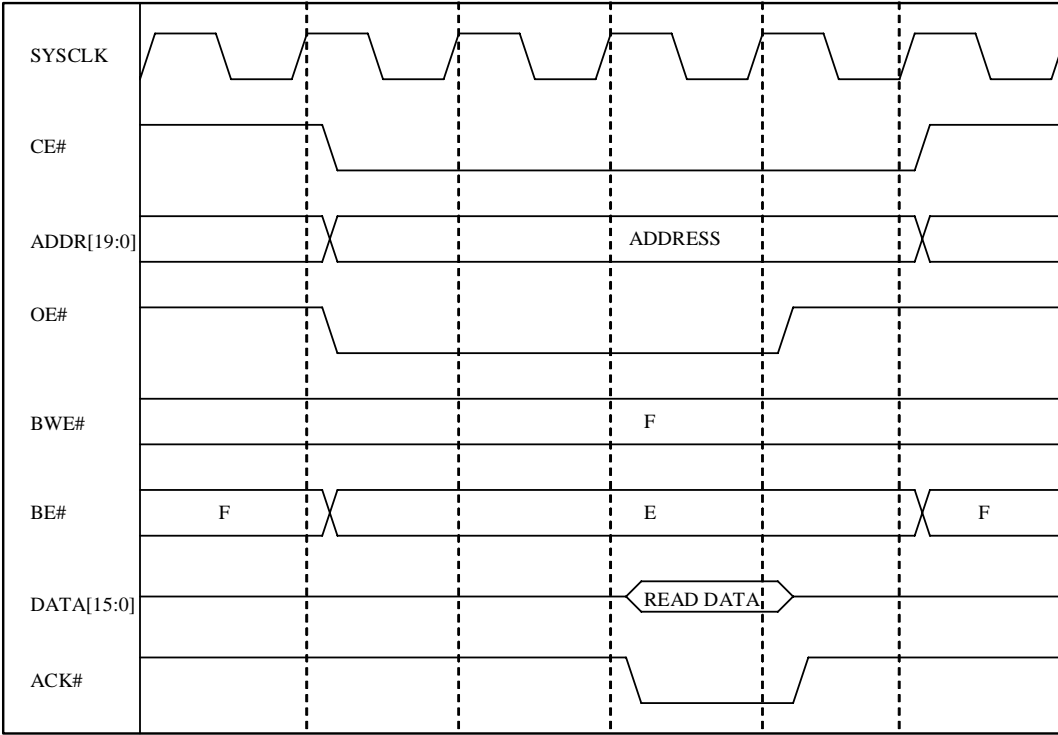 SYSCLK
CE#
ADDR[19:0] ADDRESS
OE#
BWE# F
BE# F E F
DATA[15:0] READ DATA
ACK#